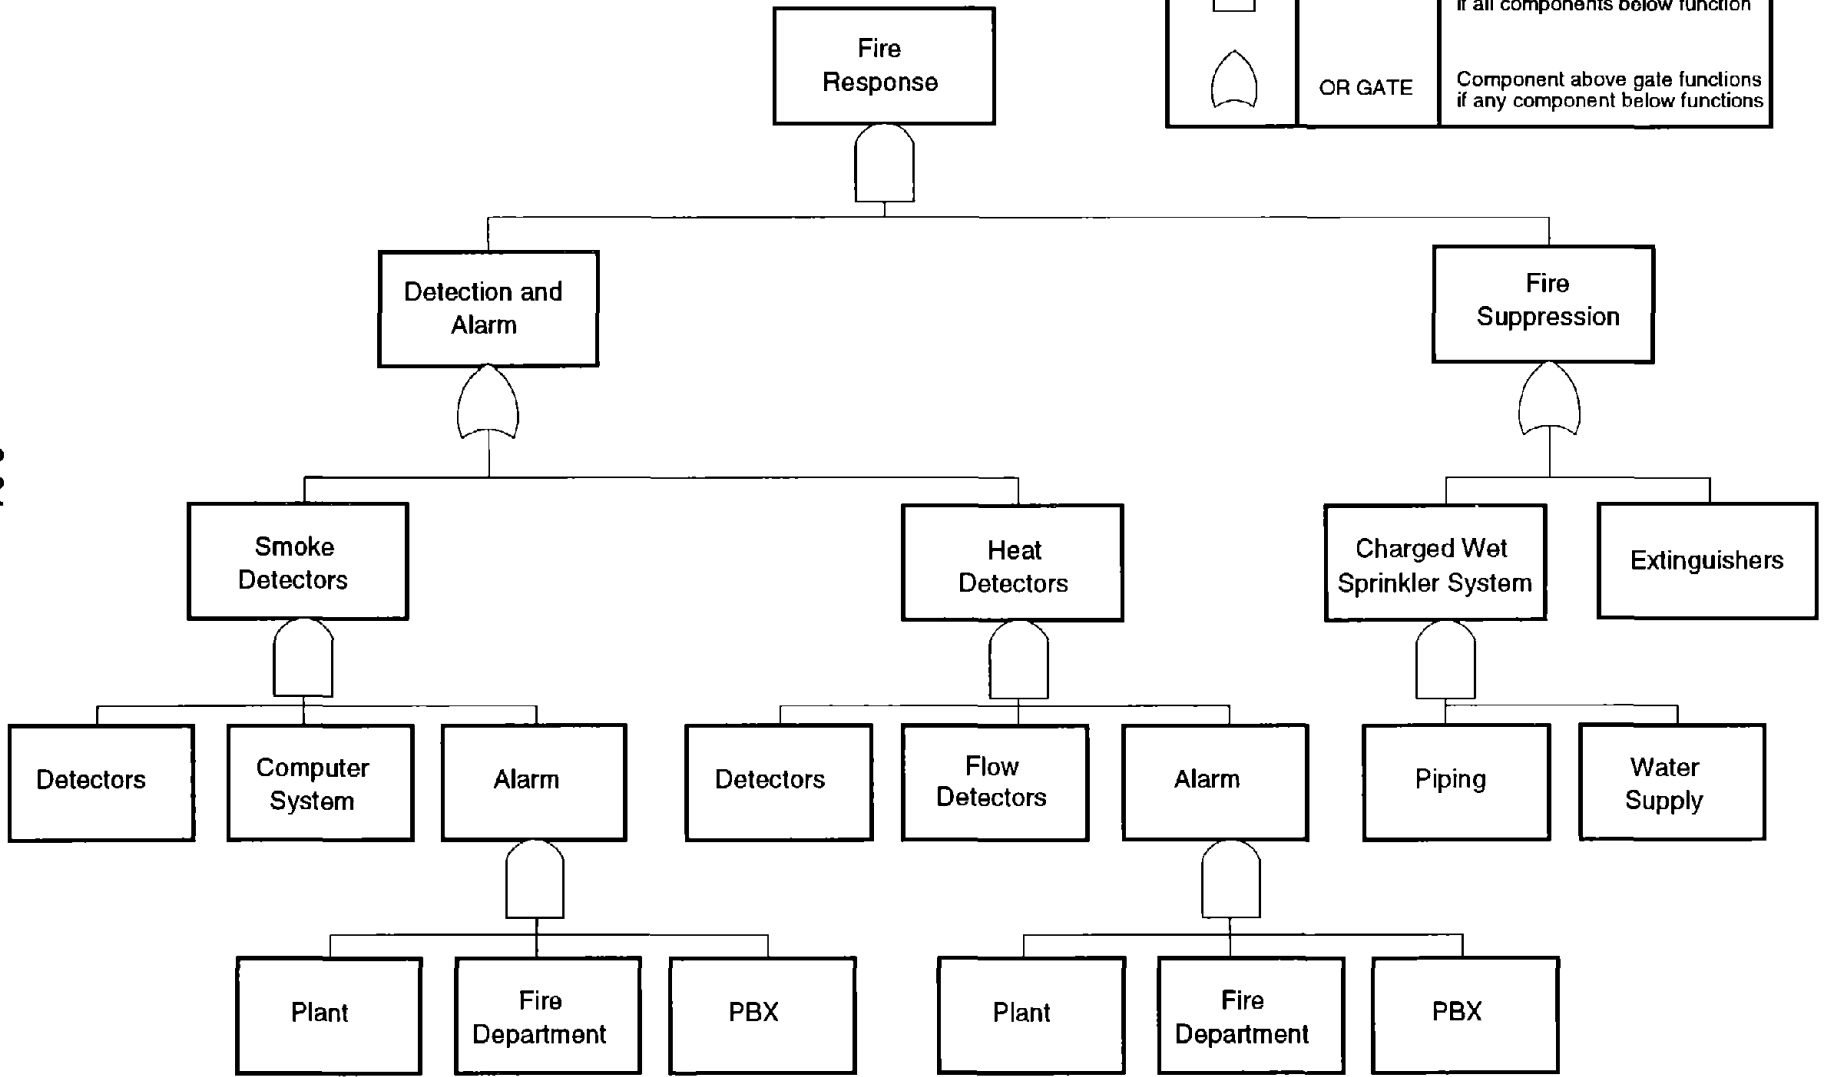 if all components below function
Fire
Response
OR GATE
Component above gate functions
if any component below functions
Detection and
Alarm
Fire
Suppression
Smoke
Detectors
Heat
Detectors
Charged Wet
Sprinkler System
Extinguishers
Detectors
Computer
System
Alarm
Detectors
Flow
Detectors
Alarm
Piping
Water
Supply
Plant
Fire
Department
PBX
Plant
Fire
Department
PBX